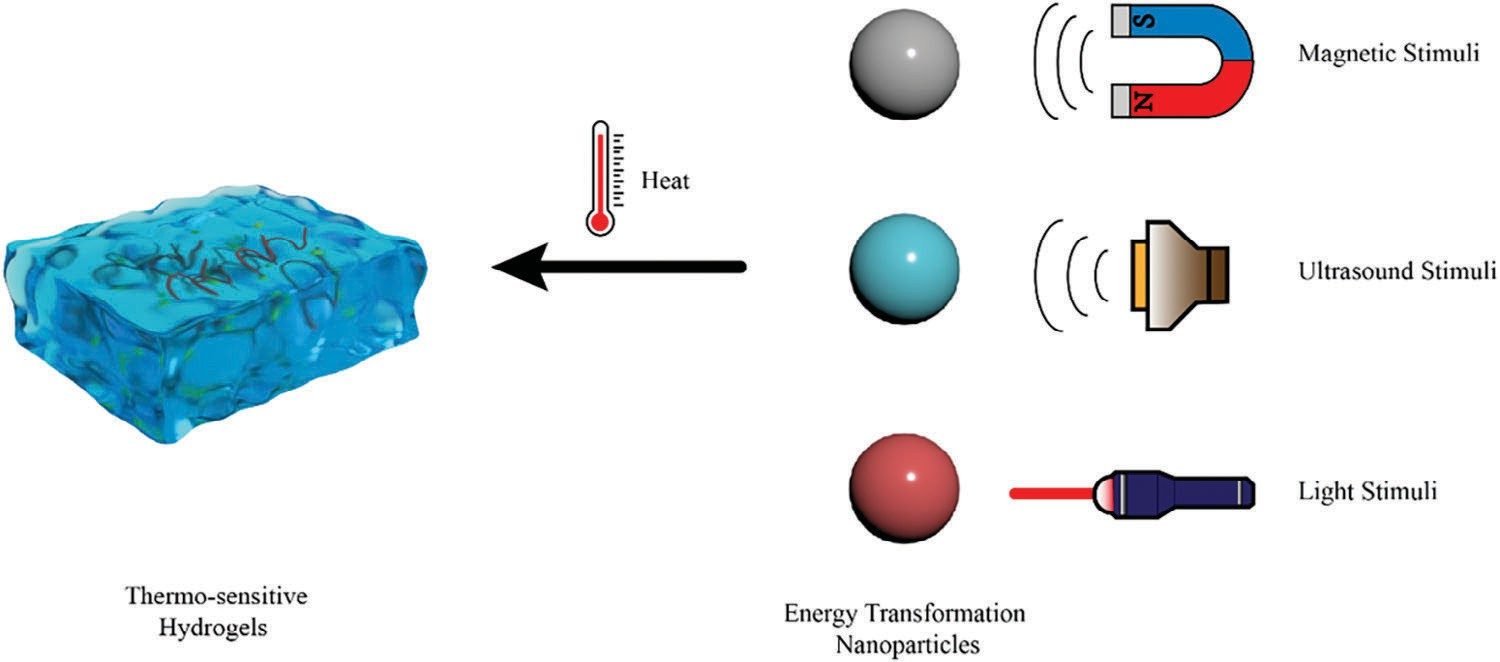 Magnetic Stimuli
S
N
Heat
Ultrasound Stimuli
Light Stimuli
Thermo-sensitive
Hydrogels
Energy Transformation
Nanoparticles